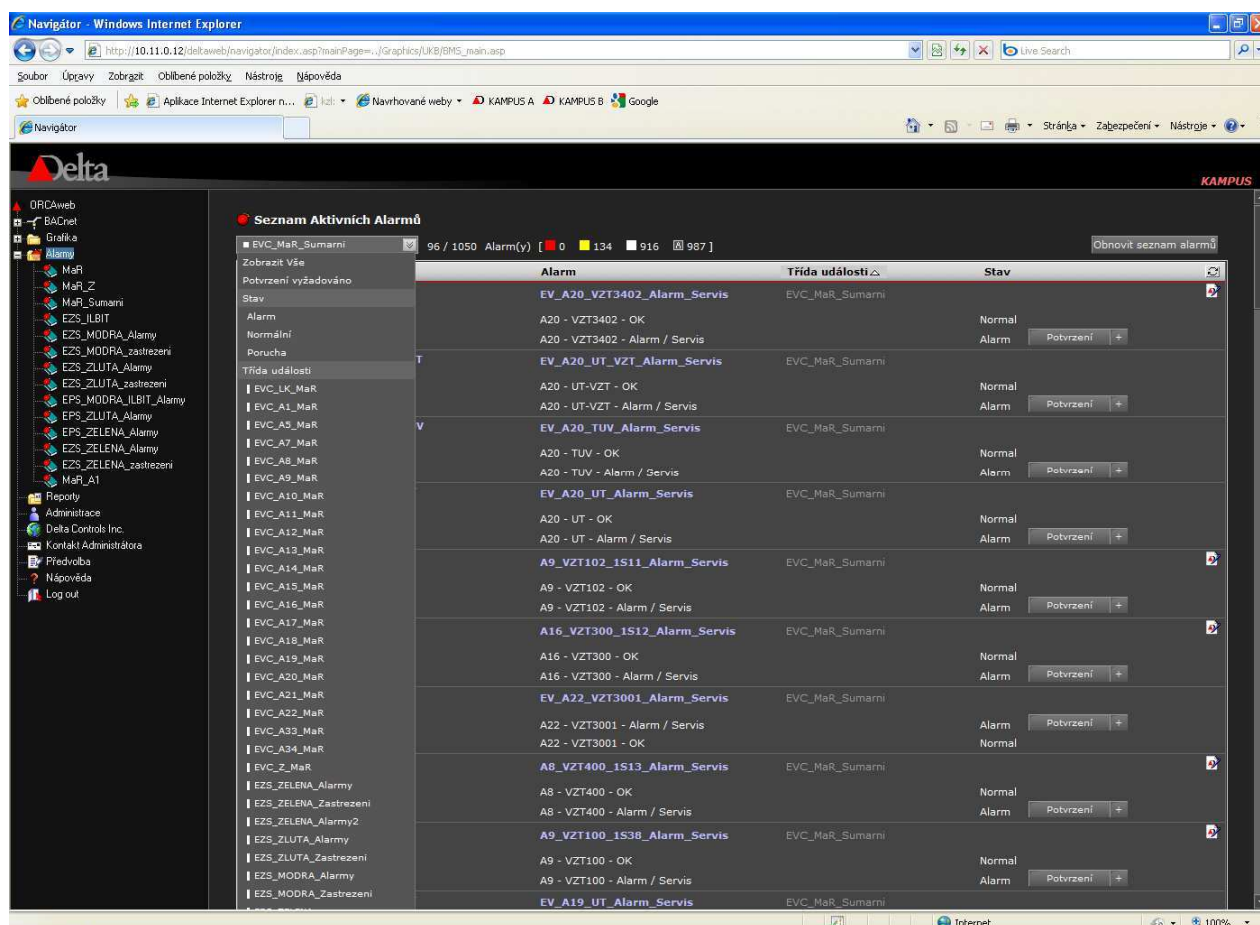 Navigátor - Windows Internet Explorer
http://10.11.0.12/deltaweb/navigator/index.asp?mainPage=../Graphics/UKB/BMS_main.asp
Live Search
Soubor Úpravy Zobrazit Oblíbené položky Nástroje Nápověda
Oblíbené položky Aplikace Internet Explorer n... kzl: Navrhované weby KAMPUS A KAMPUS B Google
Navigátor
Stránka Zabezpečení Nástroje
Delta
KAMPUS
ORCAweb
BACnet
Grafika
Alarmy
MaR
MaR_Z
MaR_Sumarni
EZS_ILBIT
EZS_MODRA_Alarmy
EZS_MODRA_zastrezeni
EZS_ZLUTA_Alarmy
EZS_ZLUTA_zastrezeni
EPS_MODRA_ILBIT_Alarmy
EPS_ZLUTA_Alarmy
EPS_ZELENA_Alarmy
EZS_ZELENA_Alarmy
EZS_ZELENA_zastrezeni
MaR_A1
Reporty
Administrace
Delta Controls Inc.
Kontakt Administrátora
Předvolba
Nápověda
Log out
Seznam Aktivních Alarmů
EVC_MaR_Sumarni 96 / 1050 Alarm(y) [ 0 134 916 987 ]
Obnovit seznam alarmů
Zobrazit Vše
Potvrzení vyžadováno
Stav
Alarm
Normální
Porucha
Třída události
EVC_LK_MaR
EVC_A1_MaR
EVC_A5_MaR
EVC_A7_MaR
EVC_A8_MaR
EVC_A9_MaR
EVC_A10_MaR
EVC_A11_MaR
EVC_A12_MaR
EVC_A13_MaR
EVC_A14_MaR
EVC_A15_MaR
EVC_A16_MaR
EVC_A17_MaR
EVC_A18_MaR
EVC_A19_MaR
EVC_A20_MaR
EVC_A21_MaR
EVC_A22_MaR
EVC_A33_MaR
EVC_A34_MaR
EVC_Z_MaR
EZS_ZELENA_Alarmy
EZS_ZELENA_Zastrezeni
EZS_ZELENA_Alarmy2
EZS_ZLUTA_Alarmy
EZS_ZLUTA_Zastrezeni
EZS_MODRA_Alarmy
EZS_MODRA_Zastrezeni
Alarm Třída události Stav
EV_A20_VZT3402_Alarm_Servis EVC_MaR_Sumarni
A20 - VZT3402 - OK Normal
A20 - VZT3402 - Alarm / Servis Alarm Potvrzení +
T EV_A20_UT_VZT_Alarm_Servis EVC_MaR_Sumarni
A20 - UT-VZT - OK Normal
A20 - UT-VZT - Alarm / Servis Alarm Potvrzení +
V EV_A20_TUV_Alarm_Servis EVC_MaR_Sumarni
A20 - TUV - OK Normal
A20 - TUV - Alarm / Servis Alarm Potvrzení +
EV_A20_UT_Alarm_Servis EVC_MaR_Sumarni
A20 - UT - OK Normal
A20 - UT - Alarm / Servis Alarm Potvrzení +
A9_VZT102_1S11_Alarm_Servis EVC_MaR_Sumarni
A9 - VZT102 - OK Normal
A9 - VZT102 - Alarm / Servis Alarm Potvrzení +
A16_VZT300_1S12_Alarm_Servis EVC_MaR_Sumarni
A16 - VZT300 - OK Normal
A16 - VZT300 - Alarm / Servis Alarm Potvrzení +
EV_A22_VZT3001_Alarm_Servis EVC_MaR_Sumarni
A22 - VZT3001 - Alarm / Servis Alarm Potvrzení +
A22 - VZT3001 - OK Normal
A8_VZT400_1S13_Alarm_Servis EVC_MaR_Sumarni
A8 - VZT400 - OK Normal
A8 - VZT400 - Alarm / Servis Alarm Potvrzení +
A9_VZT100_1S38_Alarm_Servis EVC_MaR_Sumarni
A9 - VZT100 - OK Normal
A9 - VZT100 - Alarm / Servis Alarm Potvrzení +
EV_A19_UT_Alarm_Servis EVC_MaR_Sumarni
Internet 100%